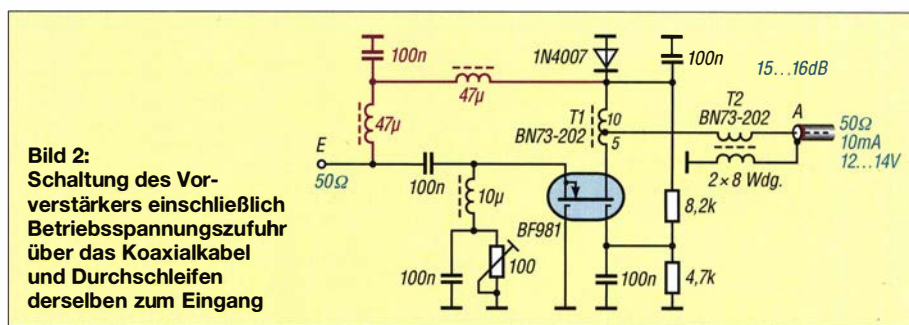 Bild 2:
Schaltung des Vor-
verstärkers einschließlich
Betriebsspannungszufuhr
über das Koaxialkabel
und Durchschleifen
derselben zum Eingang
100n
47µ
47µ
E
50Ω
100n
10µ
100n
100
1N4007
T1
BN73-202
10
5
BF981
100n
100n
8,2k
4,7k
15...16dB
T2
BN73-202
A
2×8 Wdg.
50Ω
10mA
12...14V